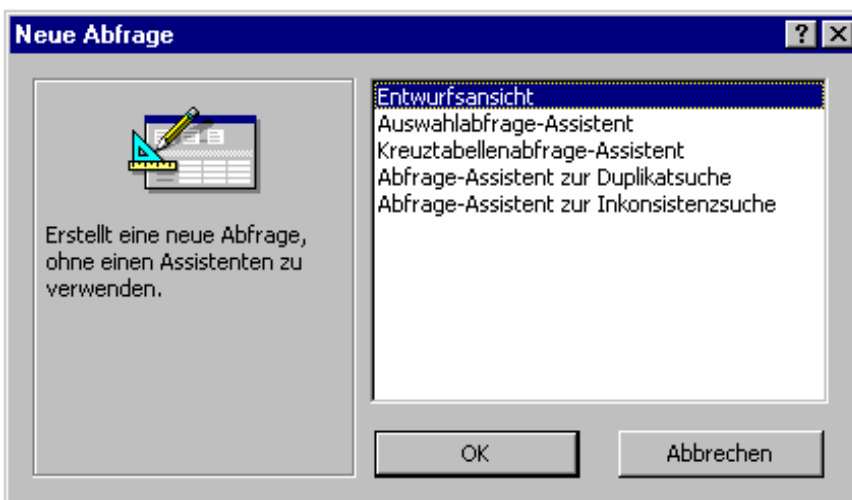 Neue Abfrage
Erstellt eine neue Abfrage,
ohne einen Assistenten zu
verwenden.
Entwurfsansicht
Auswahlabfrage-Assistent
Kreuztabellenabfrage-Assistent
Abfrage-Assistent zur Duplikatsuche
Abfrage-Assistent zur Inkonsistenzsuche
OK
Abbrechen